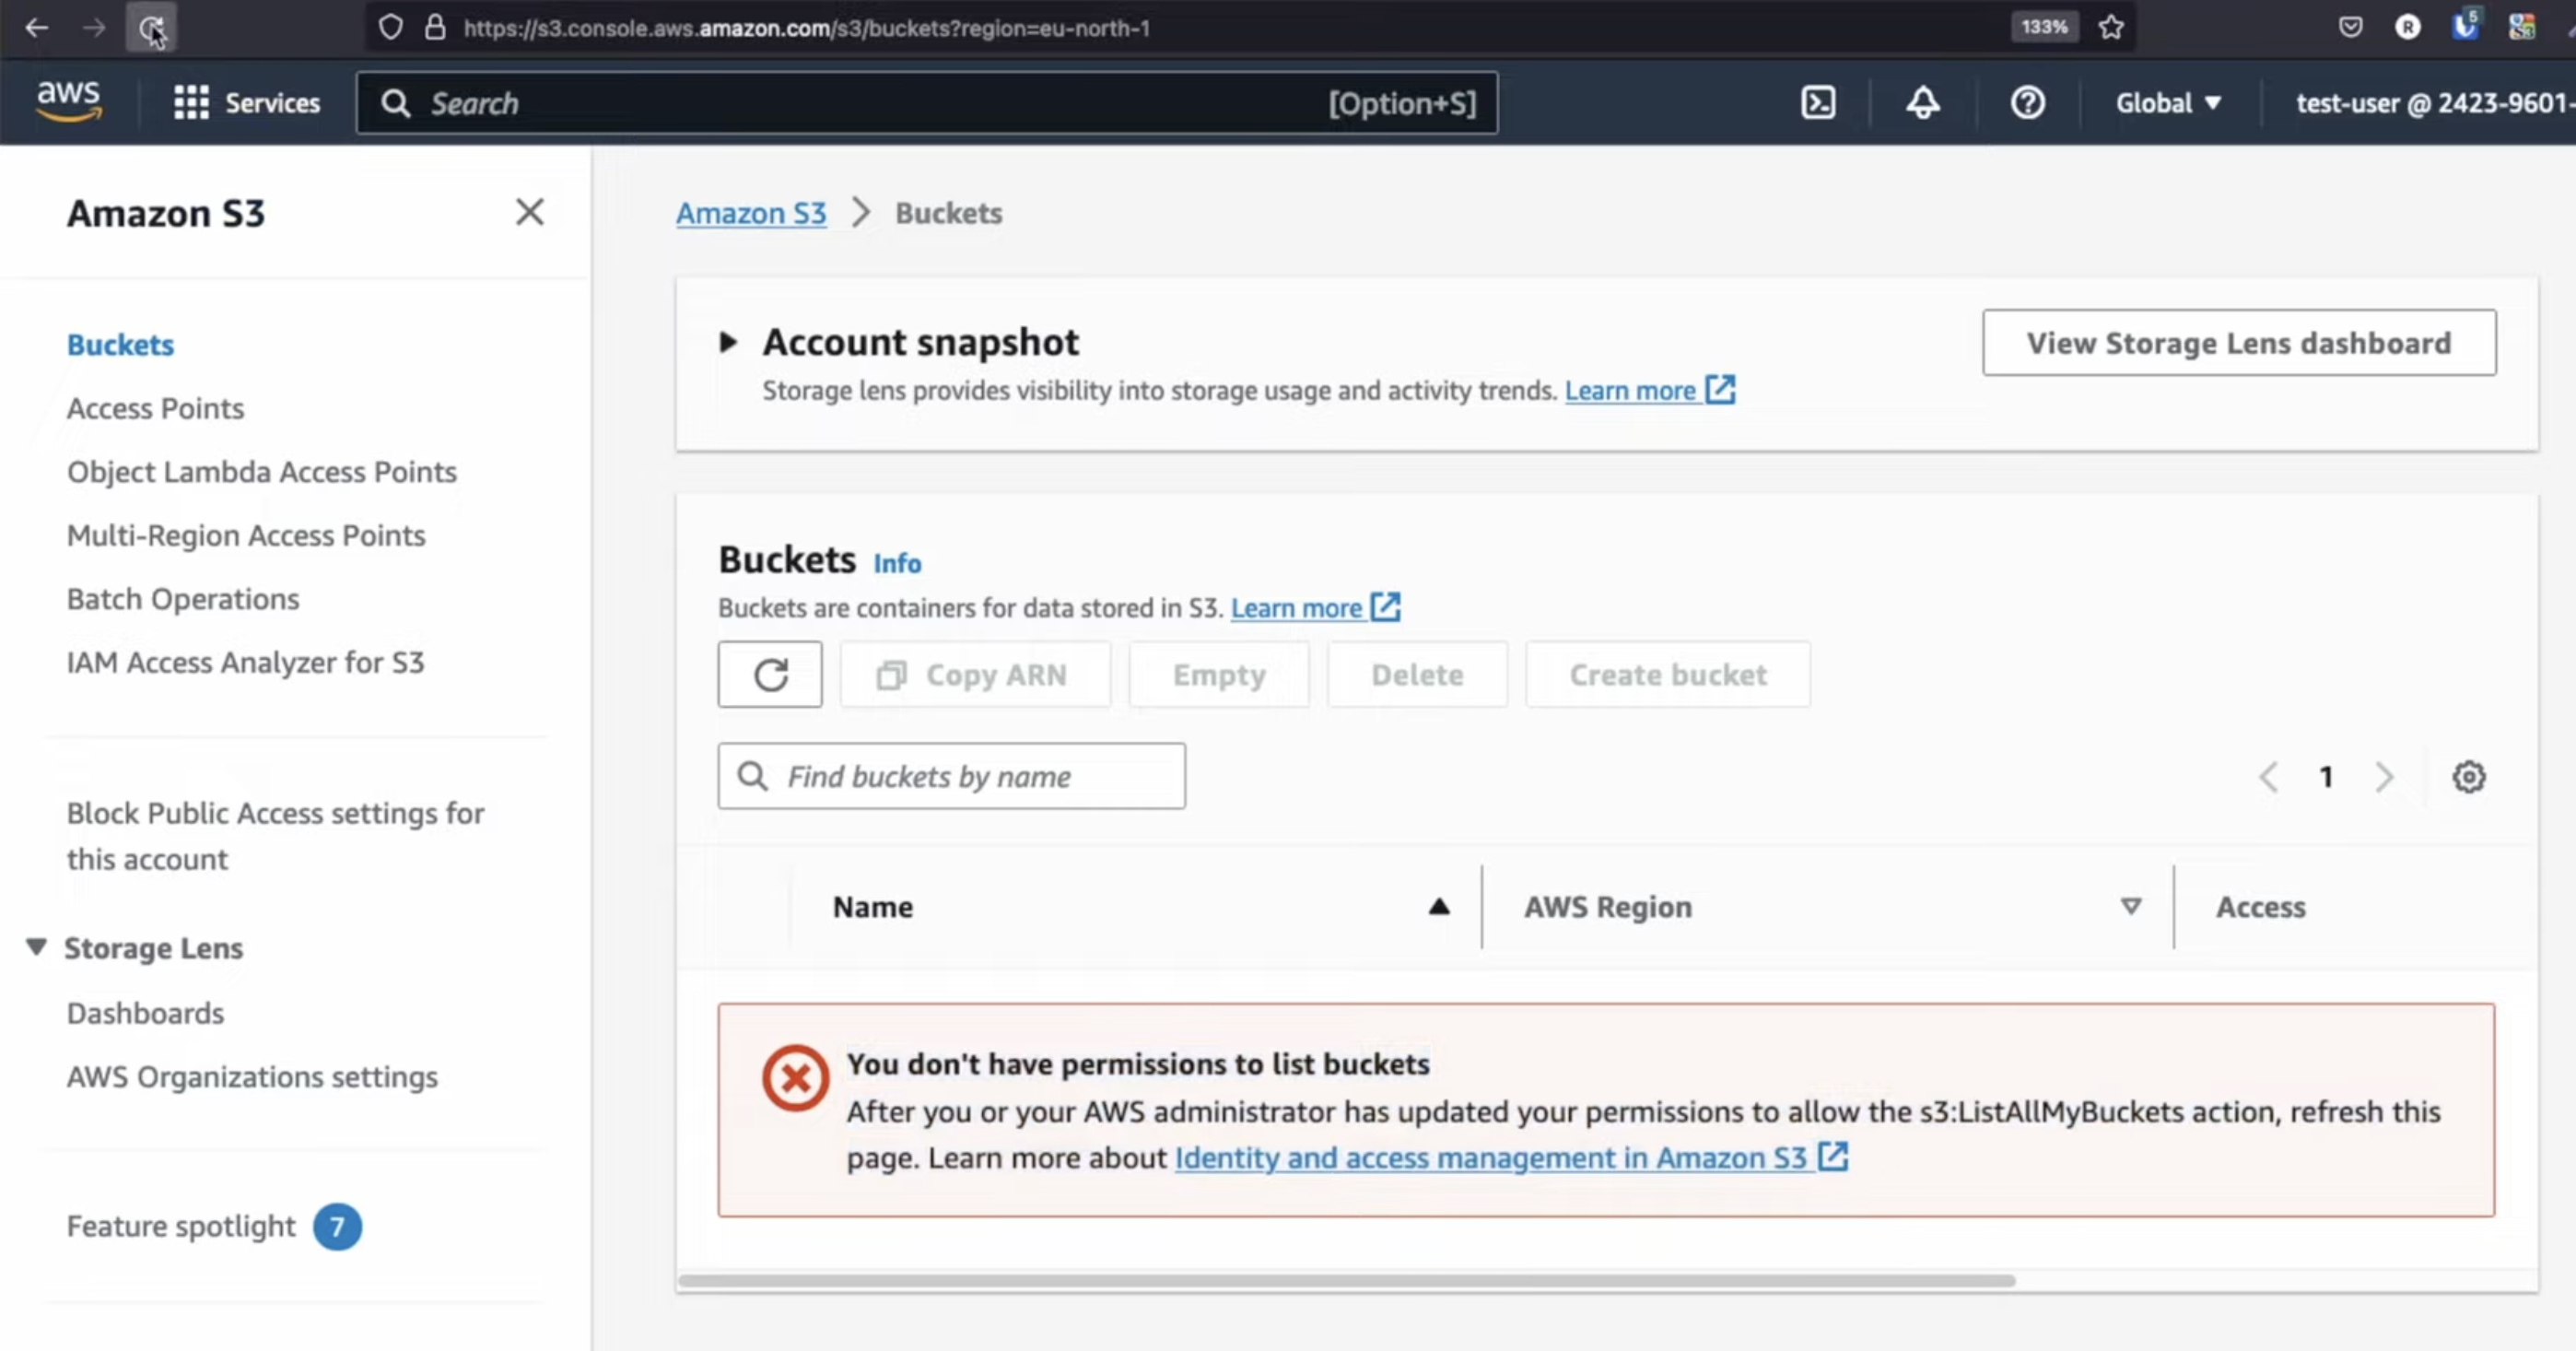 https://s3.console.aws.amazon.com/s3/buckets?region=eu-north-1
133%
R
5
aws
Services
Search
[Option+S]
Global
test-user @ 2423-9601-
Amazon S3
Buckets
Access Points
Object Lambda Access Points
Multi-Region Access Points
Batch Operations
IAM Access Analyzer for S3
Block Public Access settings for
this account
Storage Lens
Dashboards
AWS Organizations settings
Feature spotlight 7
Amazon S3 > Buckets
Account snapshot
View Storage Lens dashboard
Storage lens provides visibility into storage usage and activity trends. Learn more
Buckets Info
Buckets are containers for data stored in S3. Learn more
Copy ARN
Empty
Delete
Create bucket
Find buckets by name
1
Name
AWS Region
Access
You don't have permissions to list buckets
After you or your AWS administrator has updated your permissions to allow the s3:ListAllMyBuckets action, refresh this
page. Learn more about Identity and access management in Amazon S3